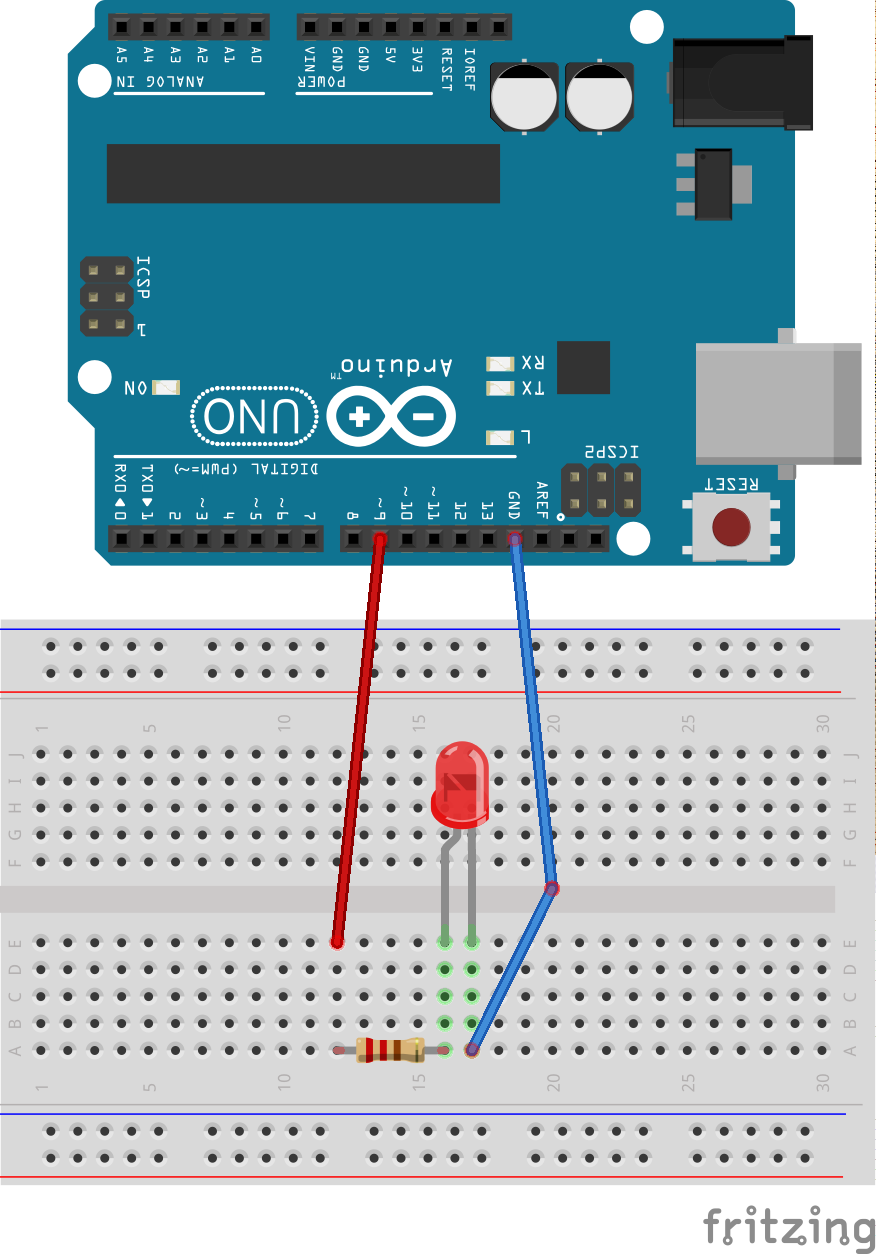 A5 A4 A3 A2 A1 A0 VIN GND GND 5V 3V3 RESET IOREF
ANALOG IN POWER
ICSP
1
Arduino
TM
RX
TX
ON
UNO
L
DIGITAL (PWM=~)
ICSP2
RX0 ◀ 0 TX0 ▶ 1 2 ~3 4 ~5 ~6 7 8 ~9 ~10 ~11 12 13 GND AREF
RESET
1 5 10 15 20 25 30
J J
I I
H H
G G
F F
E E
D D
C C
B B
A A
1 5 10 15 20 25 30
fritzing